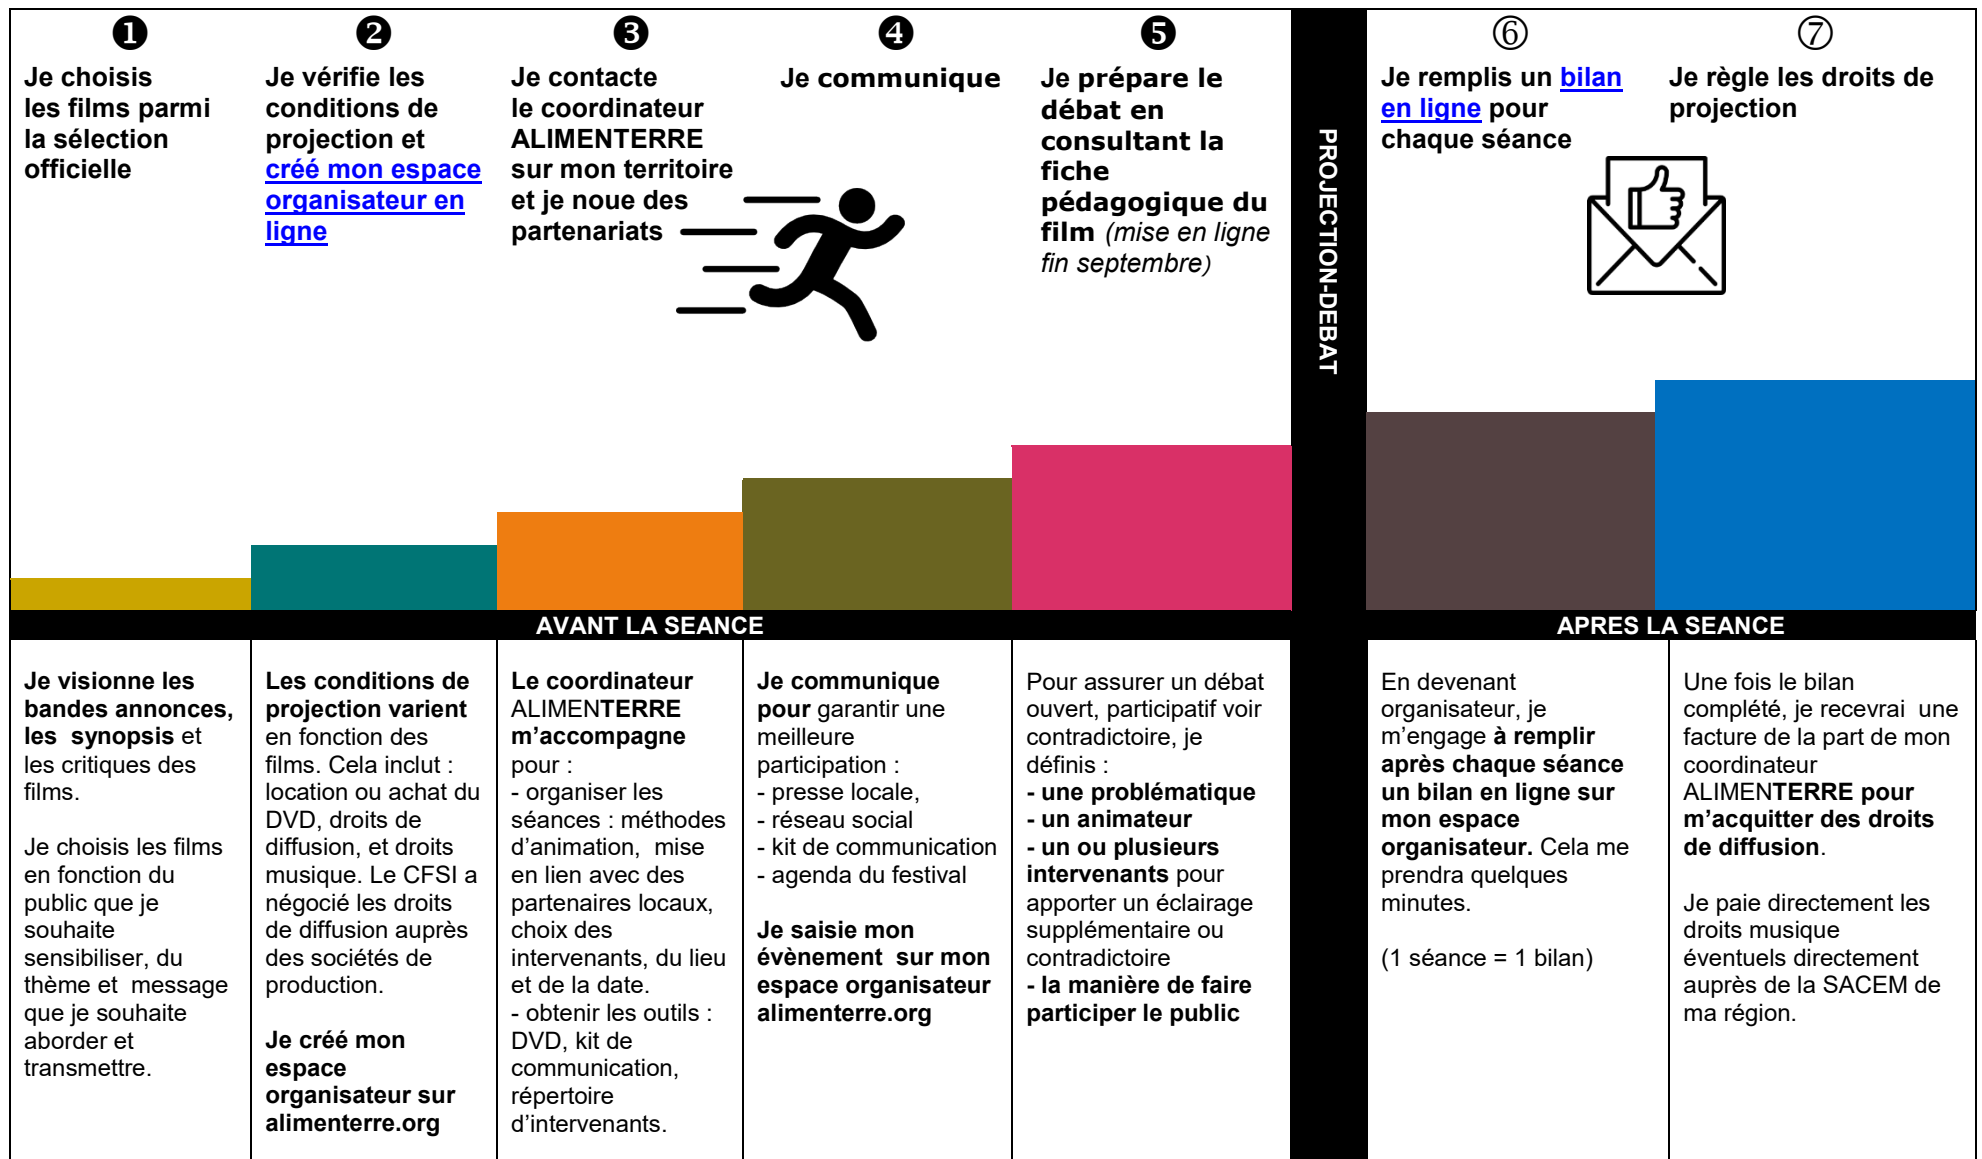 ❶
Je choisis
les films parmi
la sélection
officielle
❷
Je vérifie les
conditions de
projection et
créé mon espace
organisateur en
ligne
❸
Je contacte
le coordinateur
ALIMENTERRE
sur mon territoire
et je noue des
partenariats
❹
Je communique
❺
Je prépare le
débat en
consultant la
fiche
pédagogique du
film (mise en ligne
fin septembre)
PROJECTION-DEBAT
⑥
Je remplis un bilan
en ligne pour
chaque séance
⑦
Je règle les droits de
projection
AVANT LA SEANCE
APRES LA SEANCE
Je visionne les
bandes annonces,
les synopsis et
les critiques des
films.
Je choisis les films
en fonction du
public que je
souhaite
sensibiliser, du
thème et message
que je souhaite
aborder et
transmettre.
Les conditions de
projection varient
en fonction des
films. Cela inclut :
location ou achat du
DVD, droits de
diffusion, et droits
musique. Le CFSI a
négocié les droits
de diffusion auprès
des sociétés de
production.
Je créé mon
espace
organisateur sur
alimenterre.org
Le coordinateur
ALIMENTERRE
m’accompagne
pour :
- organiser les
séances : méthodes
d’animation, mise
en lien avec des
partenaires locaux,
choix des
intervenants, du lieu
et de la date.
- obtenir les outils :
DVD, kit de
communication,
répertoire
d’intervenants.
Je communique
pour garantir une
meilleure
participation :
- presse locale,
- réseau social
- kit de communication
- agenda du festival
Je saisie mon
évènement sur mon
espace organisateur
alimenterre.org
Pour assurer un débat
ouvert, participatif voir
contradictoire, je
définis :
- une problématique
- un animateur
- un ou plusieurs
intervenants pour
apporter un éclairage
supplémentaire ou
contradictoire
- la manière de faire
participer le public
En devenant
organisateur, je
m’engage à remplir
après chaque séance
un bilan en ligne sur
mon espace
organisateur. Cela me
prendra quelques
minutes.
(1 séance = 1 bilan)
Une fois le bilan
complété, je recevrai une
facture de la part de mon
coordinateur
ALIMENTERRE pour
m’acquitter des droits
de diffusion.
Je paie directement les
droits musique
éventuels directement
auprès de la SACEM de
ma région.